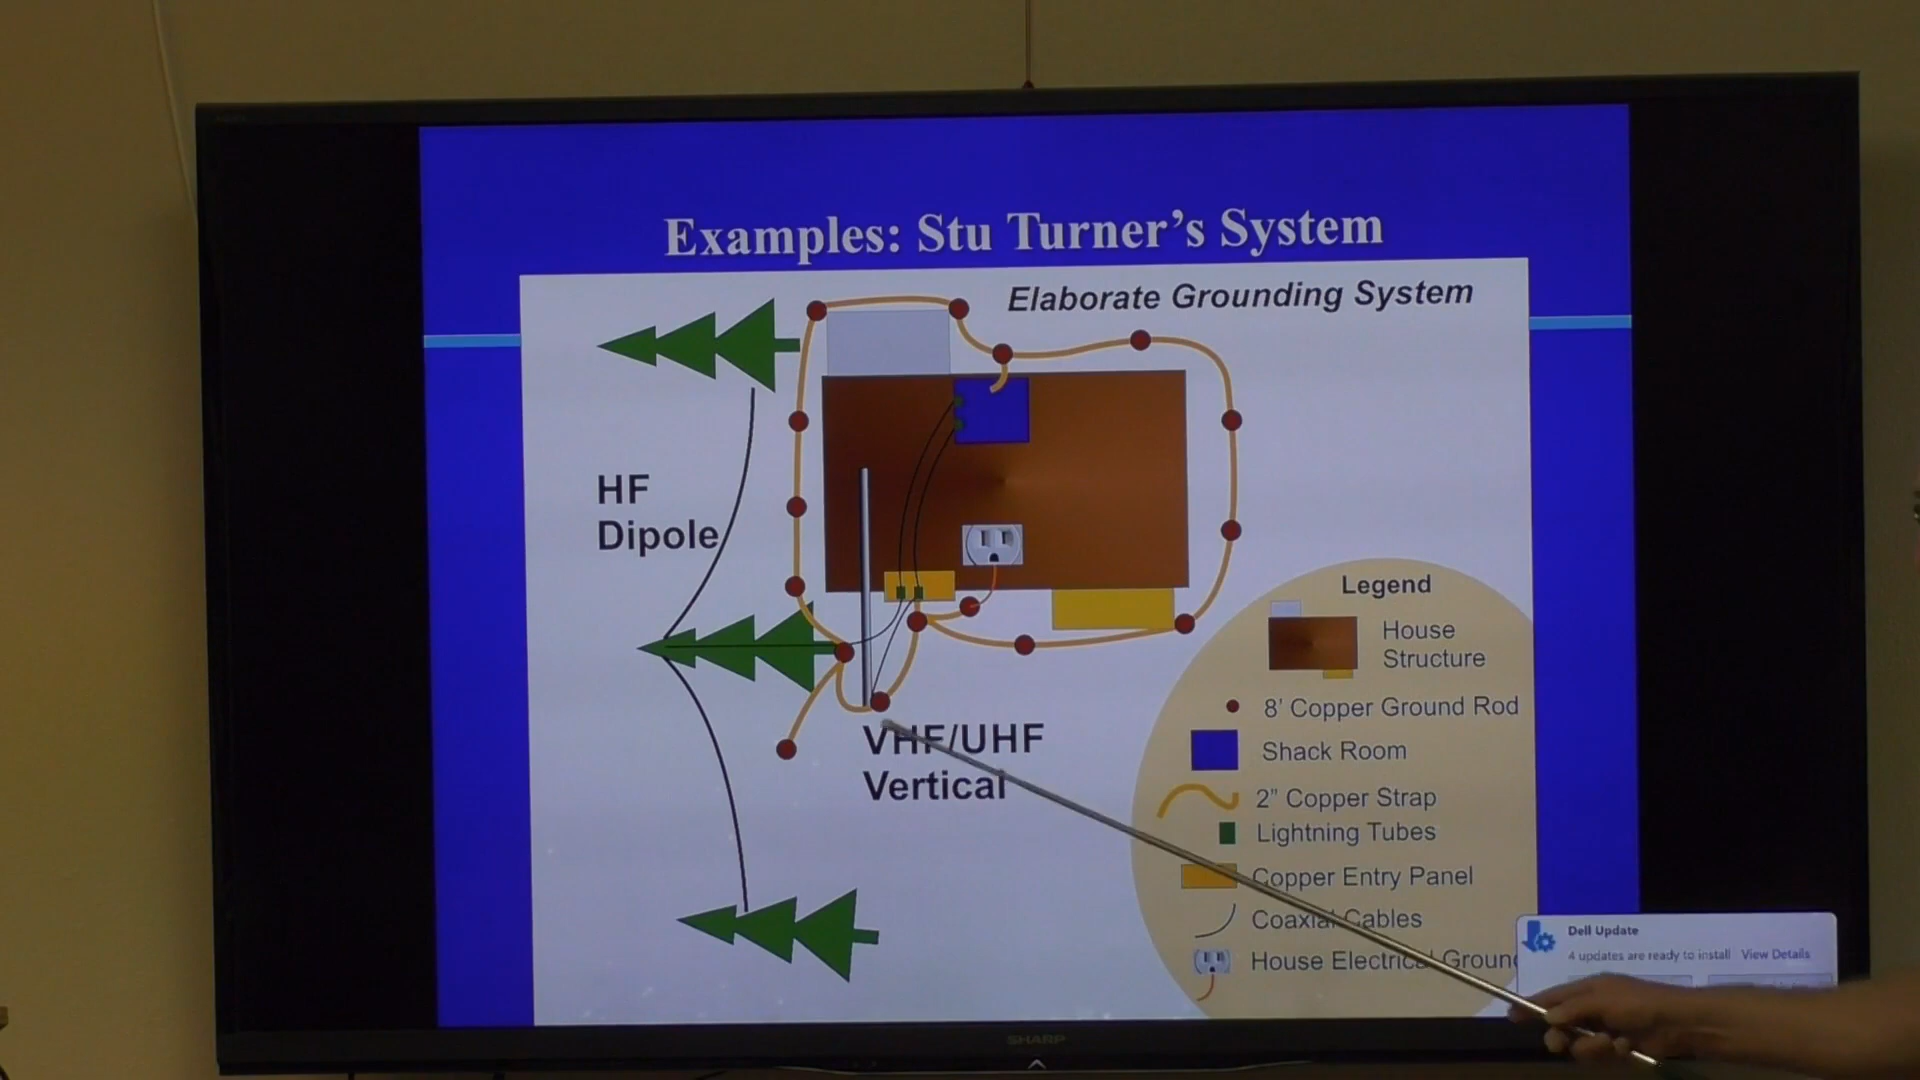 Examples: Stu Turner's System
Elaborate Grounding System
HF
Dipole
VHF/UHF
Vertical
Legend
House
Structure
8' Copper Ground Rod
Shack Room
2" Copper Strap
Lightning Tubes
Copper Entry Panel
Coaxial Cables
House Electrical Ground
Dell Update
4 updates are ready to install View Details
SHARP